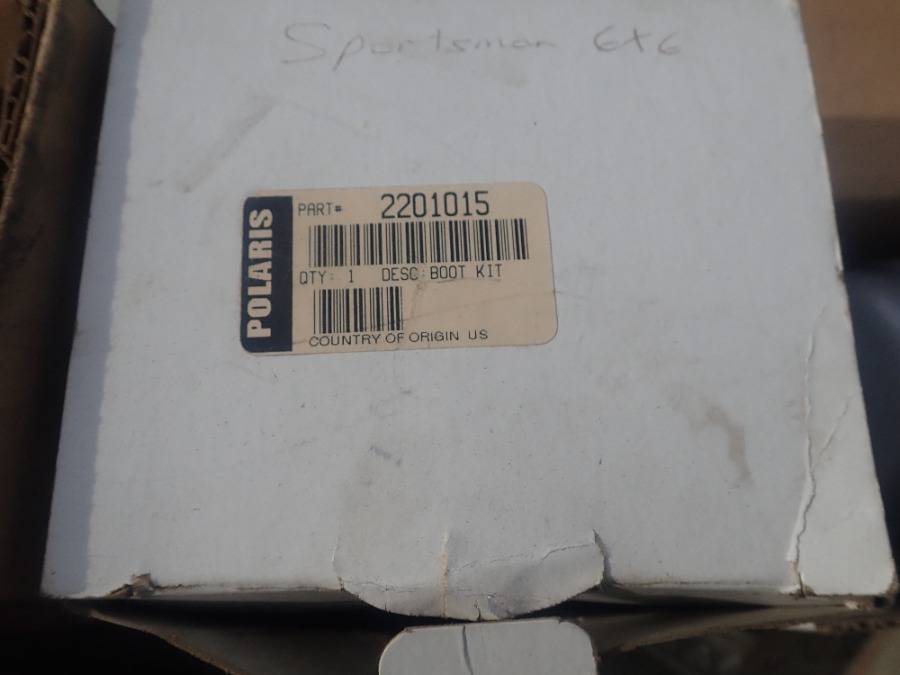 Sportsman 6x6
POLARIS
PART# 2201015
QTY: 1 DESC: BOOT KIT
COUNTRY OF ORIGIN US